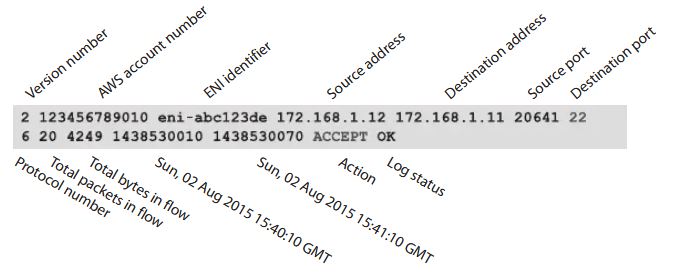 Version number
AWS account number
ENI identifier
Source address
Destination address
Source port
Destination port
2 123456789010 eni-abc123de 172.168.1.12 172.168.1.11 20641 22
6 20 4249 1438530010 1438530070 ACCEPT OK
Protocol number
Total packets in flow
Total bytes in flow
Sun, 02 Aug 2015 15:40:10 GMT
Sun, 02 Aug 2015 15:41:10 GMT
Action
Log status